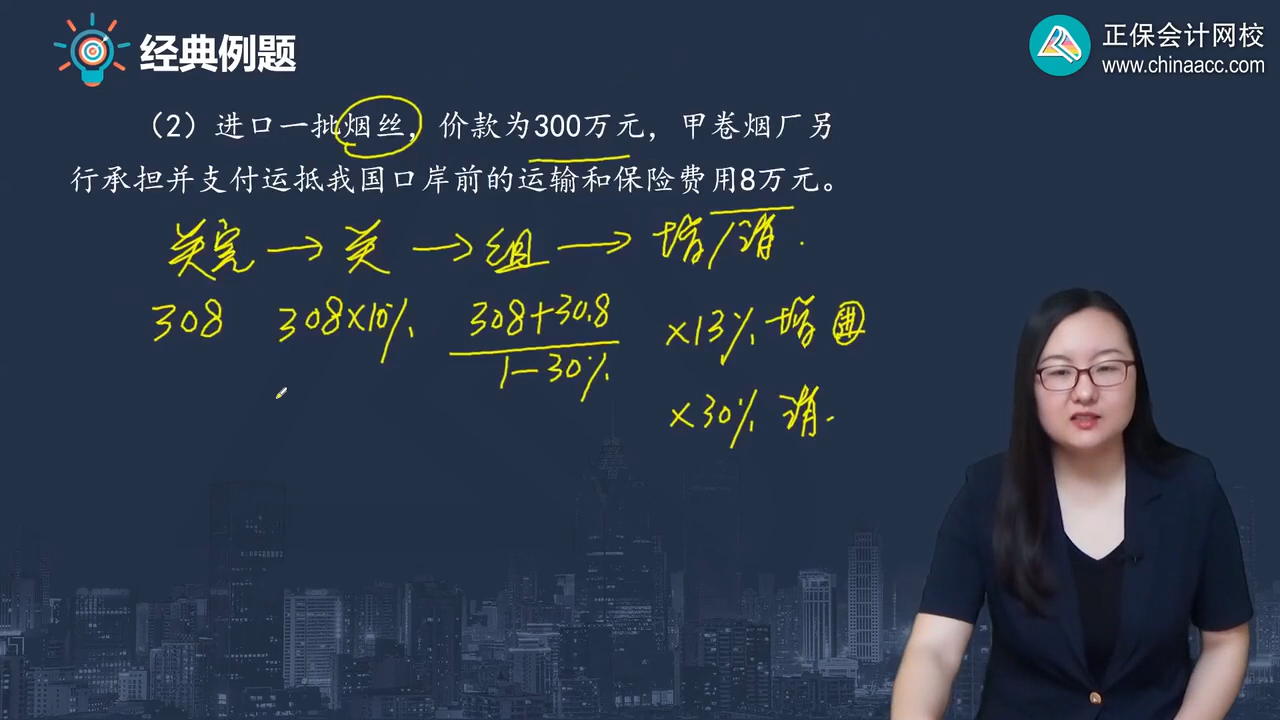 经典例题
正保会计网校
www.chinaacc.com
（2）进口一批烟丝，价款为300万元，甲卷烟厂另
行承担并支付运抵我国口岸前的运输和保险费用8万元。
关完 → 关 → 组 → 增/消.
308 308×10% 308+30.8 ×13% 增
1-30%
×30% 消.